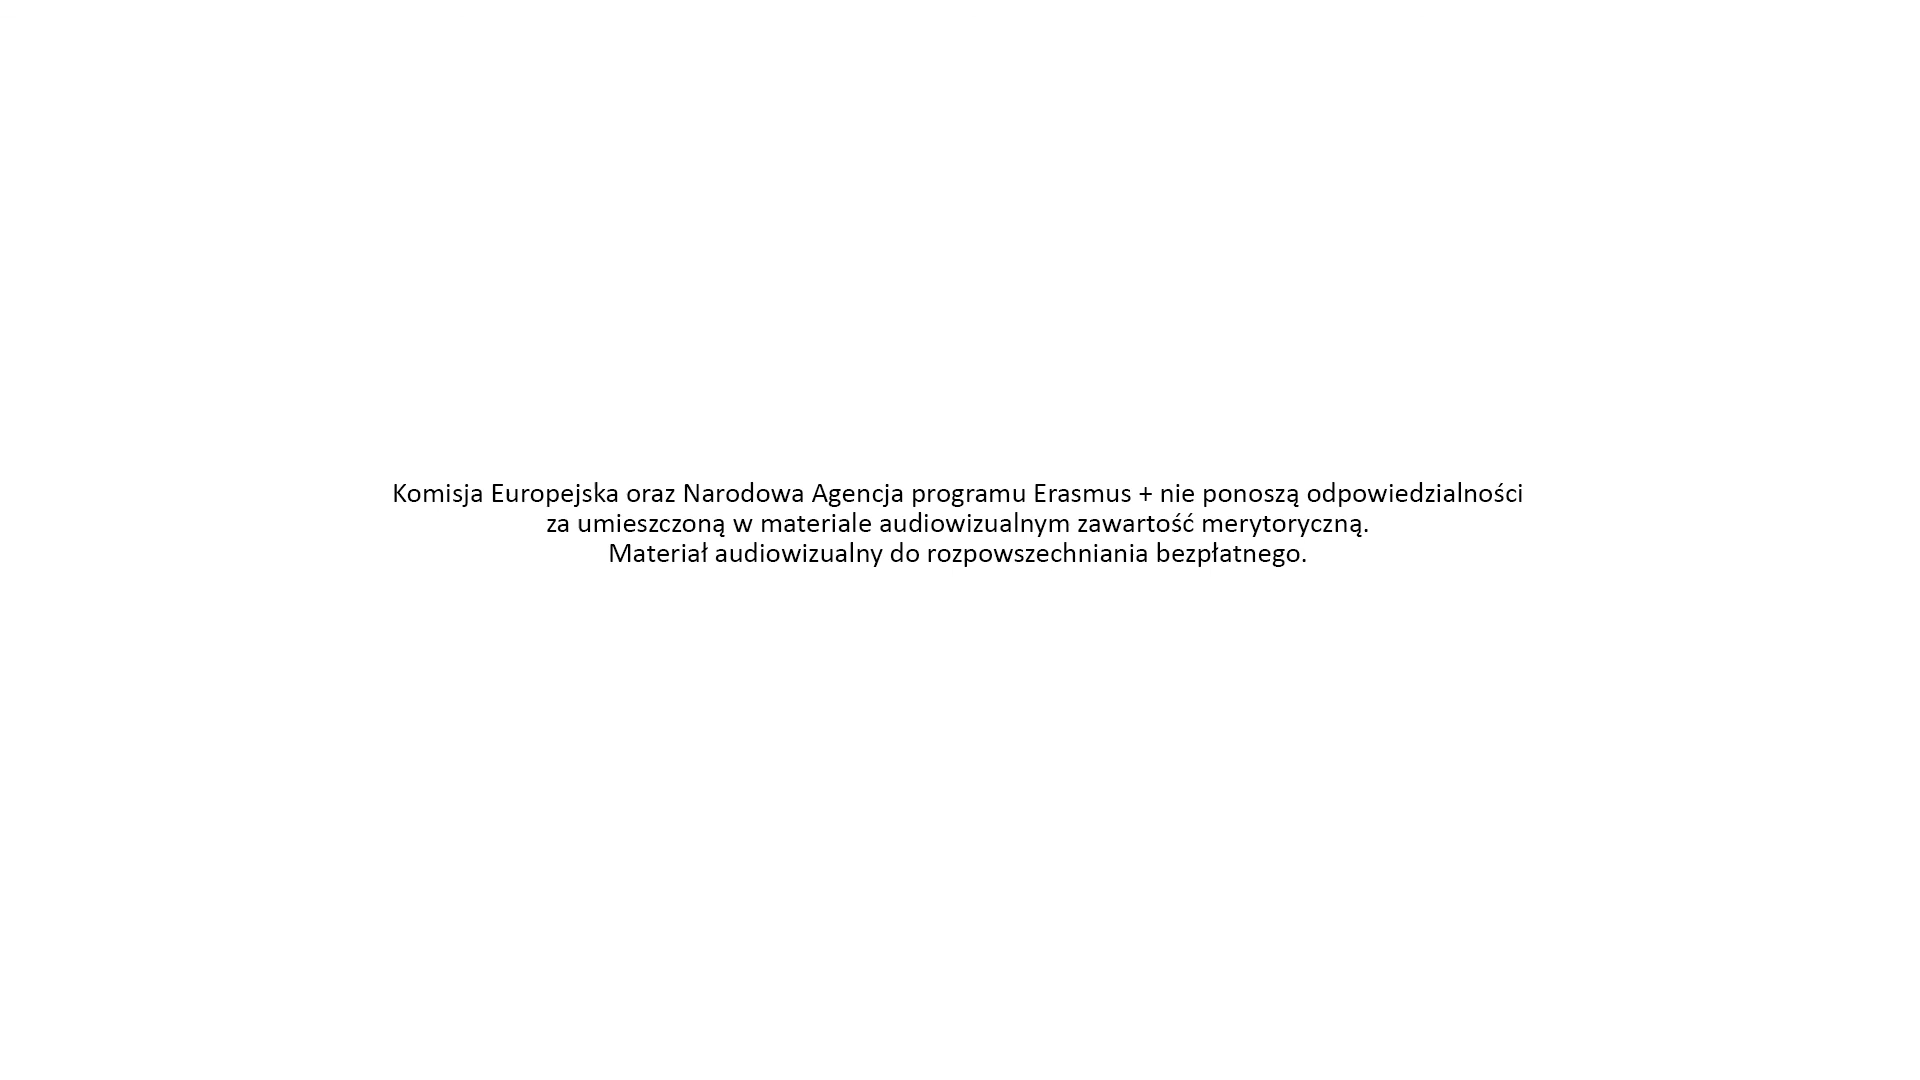 Komisja Europejska oraz Narodowa Agencja programu Erasmus + nie ponoszą odpowiedzialności
za umieszczoną w materiale audiowizualnym zawartość merytoryczną.
Materiał audiowizualny do rozpowszechniania bezpłatnego.